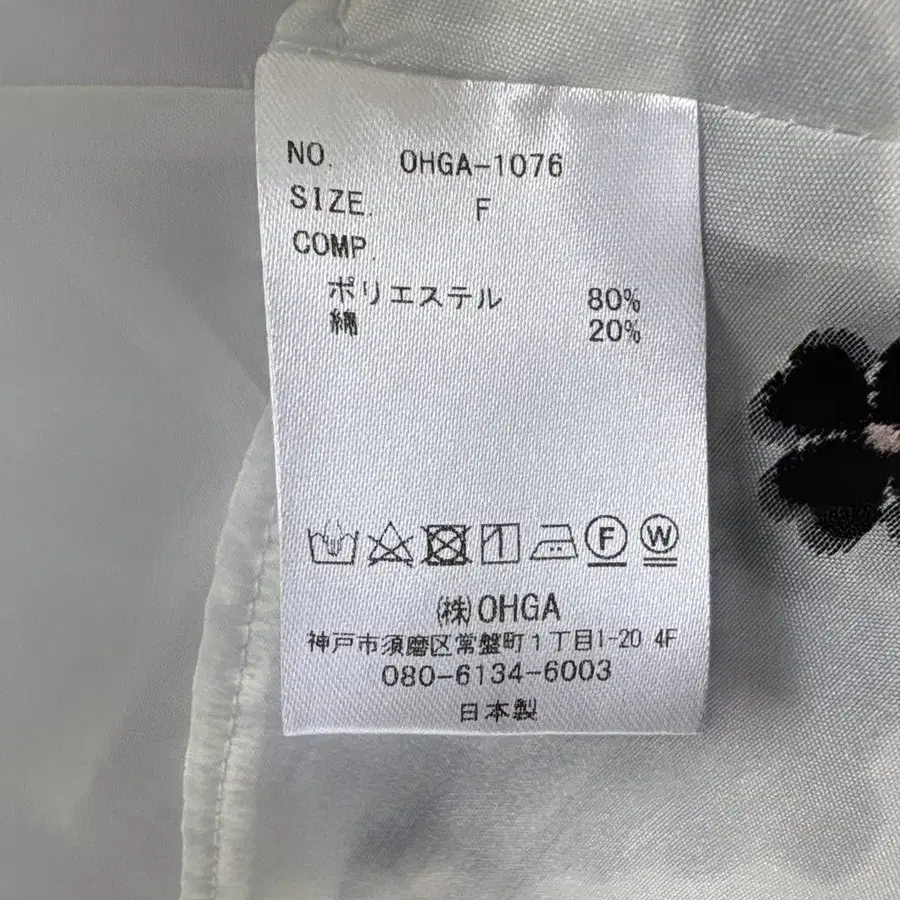 NO. OHGA-1076
SIZE. F
COMP.
ポリエステル 80%
綿 20%
F W
(株)OHGA
神戸市須磨区常盤町1丁目1-20 4F
080-6134-6003
日本製